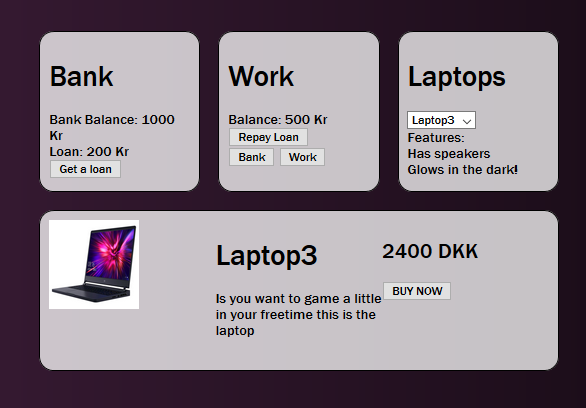 Bank
Bank Balance: 1000
Kr
Loan: 200 Kr
Get a loan
Work
Balance: 500 Kr
Repay Loan
Bank
Work
Laptops
Laptop3
Features:
Has speakers
Glows in the dark!
Laptop3
Is you want to game a little
in your freetime this is the
laptop
2400 DKK
BUY NOW